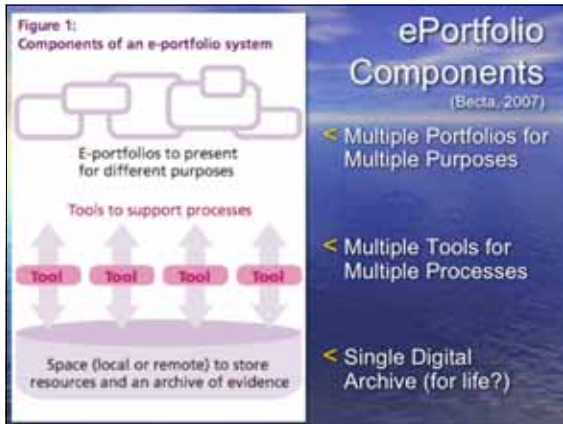 Figure 1:
Components of an e-portfolio system
E-portfolios to present
for different purposes
Tools to support processes
Tool Tool Tool Tool
Space (local or remote) to store
resources and an archive of evidence
ePortfolio
Components
(Becta, 2007)
< Multiple Portfolios for
Multiple Purposes
< Multiple Tools for
Multiple Processes
< Single Digital
Archive (for life?)